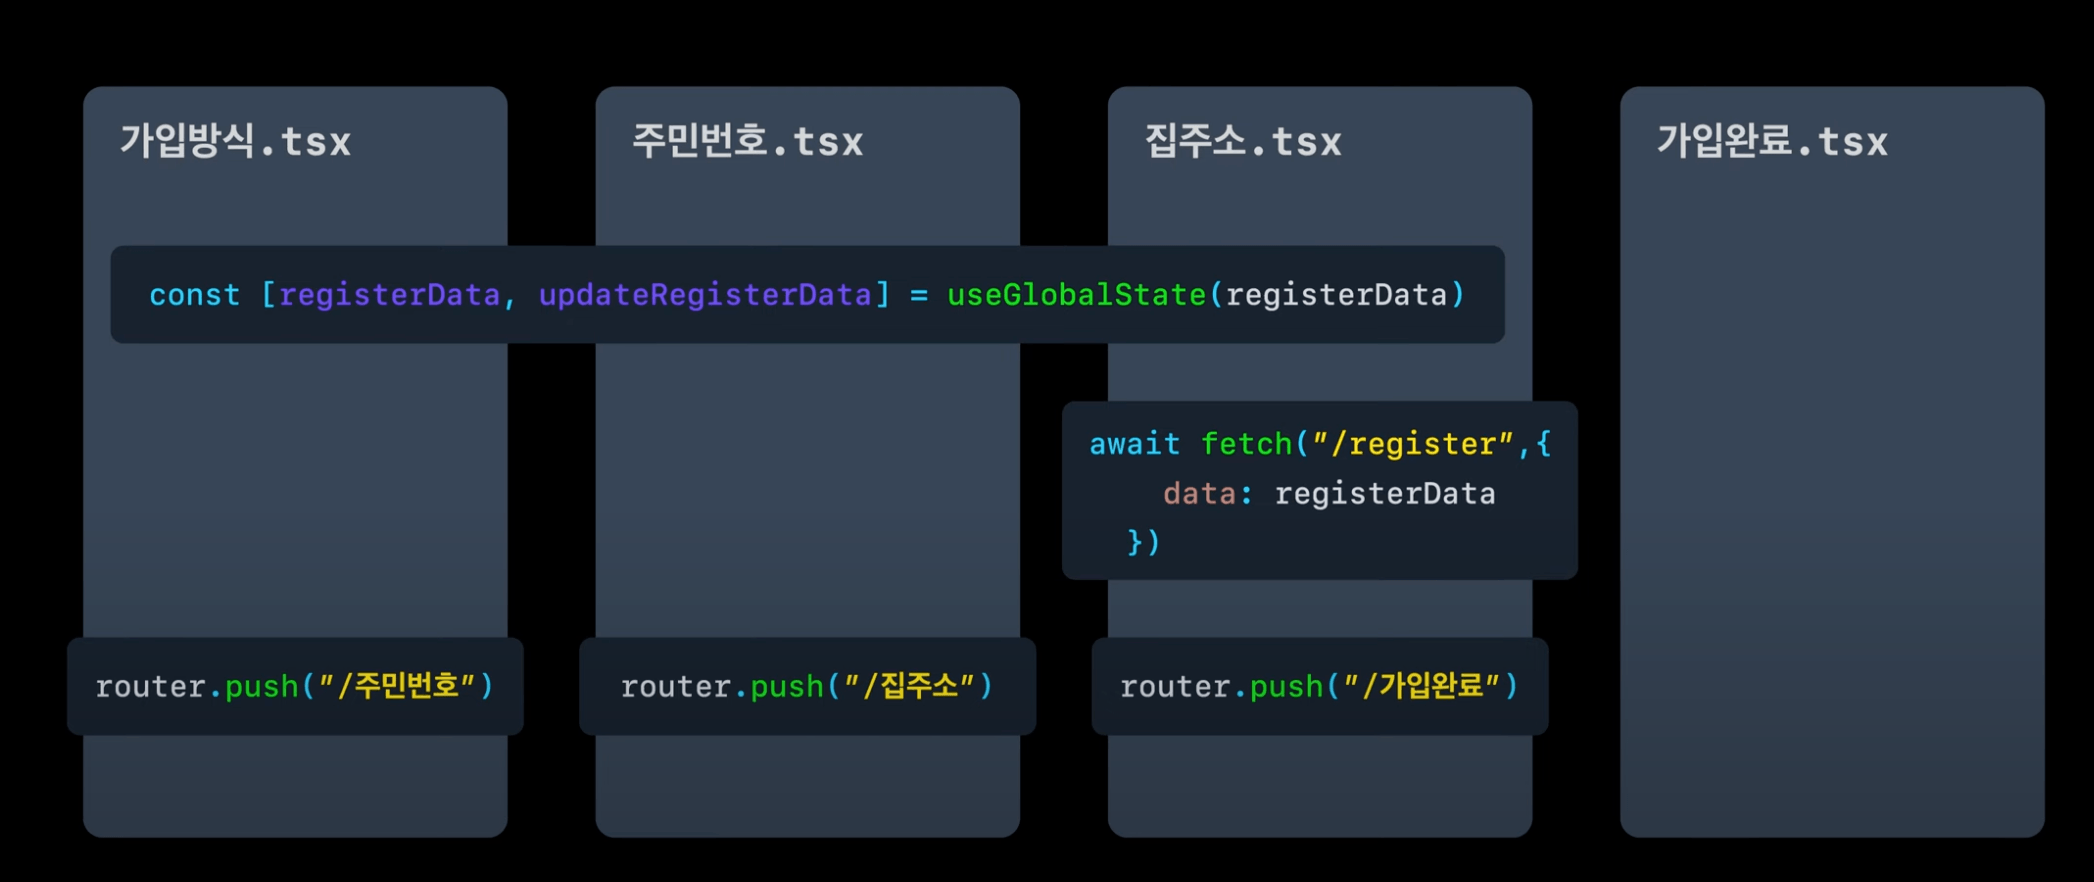 가입방식.tsx
주민번호.tsx
집주소.tsx
가입완료.tsx
const [registerData, updateRegisterData] = useGlobalState(registerData)
await fetch("/register",{
data: registerData
})
router.push("/주민번호")
router.push("/집주소")
router.push("/가입완료")